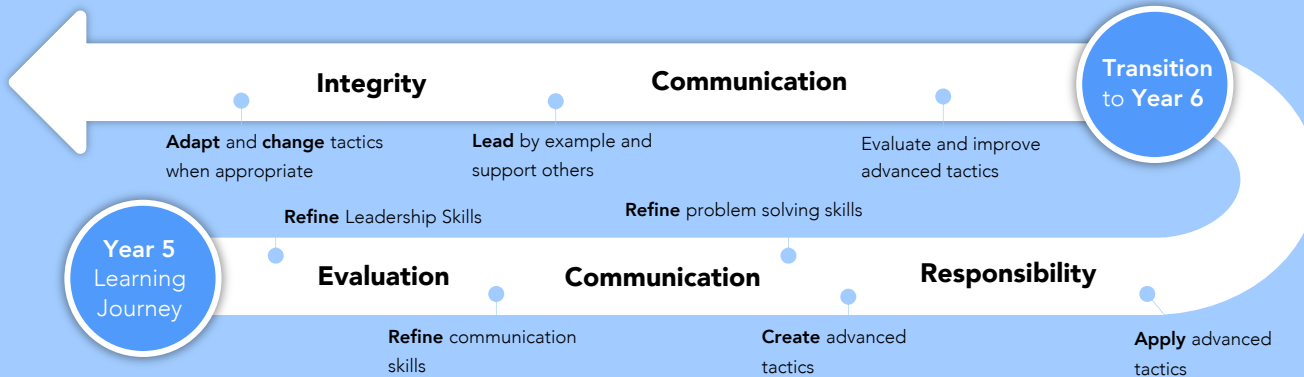 Integrity
Communication
Transition
to Year 6
Adapt and change tactics
when appropriate
Lead by example and
support others
Evaluate and improve
advanced tactics
Refine Leadership Skills
Refine problem solving skills
Year 5
Learning
Journey
Evaluation
Communication
Responsibility
Refine communication
skills
Create advanced
tactics
Apply advanced
tactics